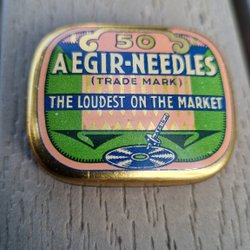 50
AEGIR-NEEDLES
(TRADE MARK)
THE LOUDEST ON THE MARKET